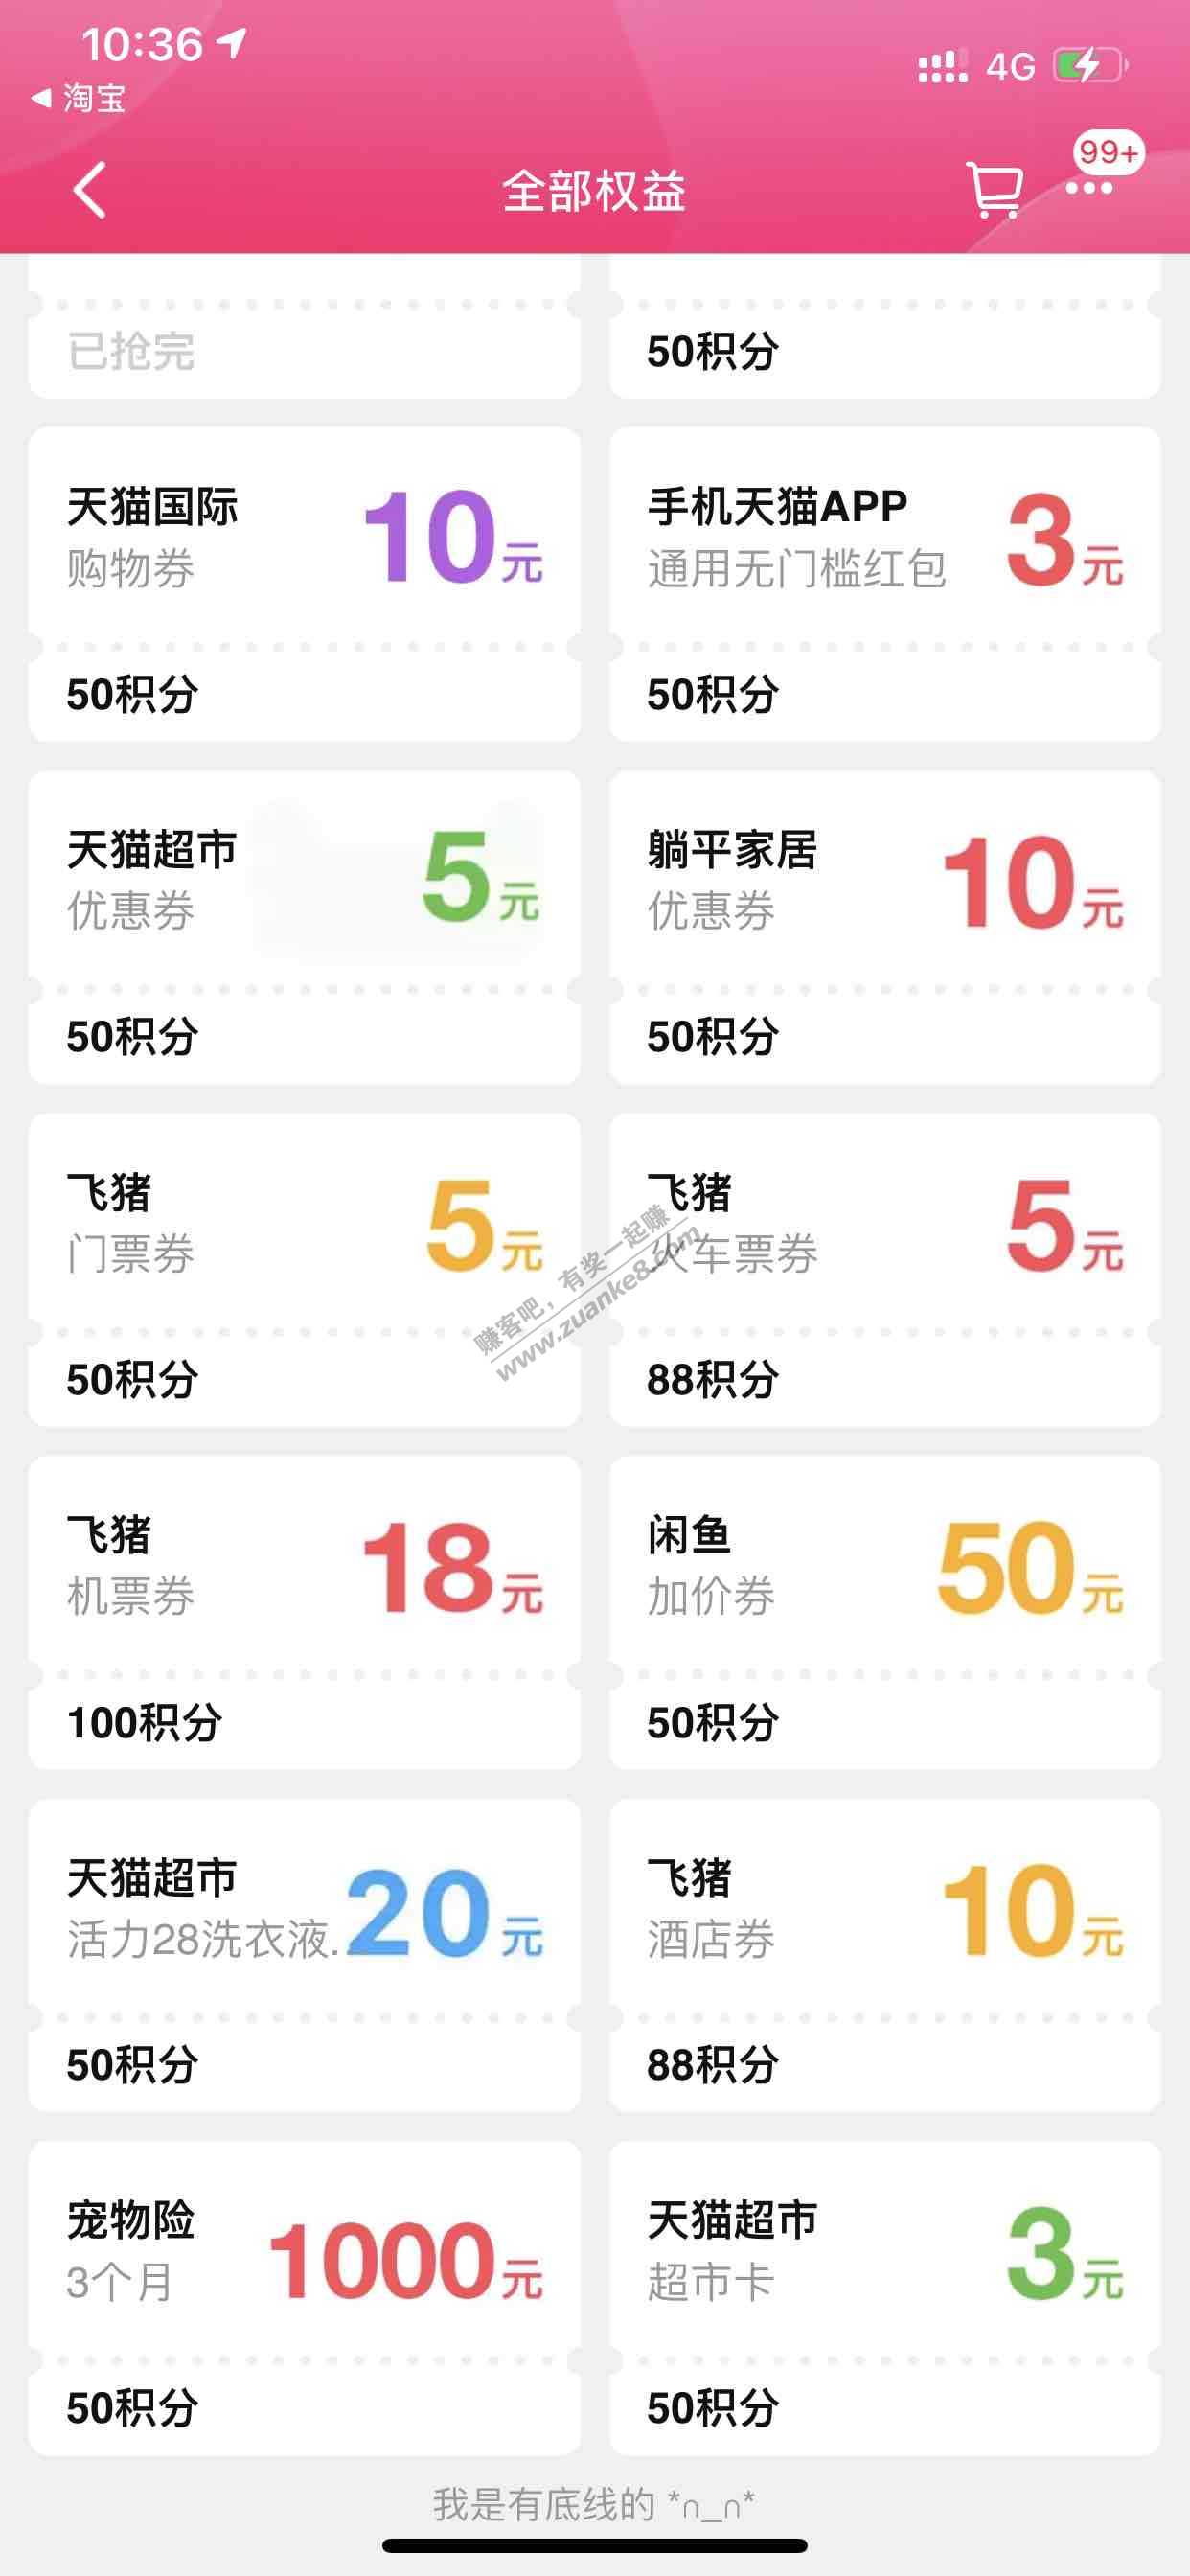 10:36
4G
淘宝
99+
全部权益
已抢完
50积分
天猫国际
购物券
10元
50积分
手机天猫APP
通用无门槛红包
3元
50积分
天猫超市
优惠券
5元
50积分
躺平家居
优惠券
10元
50积分
飞猪
门票券
5元
50积分
飞猪
火车票券
5元
88积分
赚客吧，有奖一起赚
www.zuanke8.com
飞猪
机票券
18元
100积分
闲鱼
加价券
50元
50积分
天猫超市
活力28洗衣液.
20元
50积分
飞猪
酒店券
10元
88积分
宠物险
3个月
1000元
50积分
天猫超市
超市卡
3元
50积分
我是有底线的 *∩_∩*